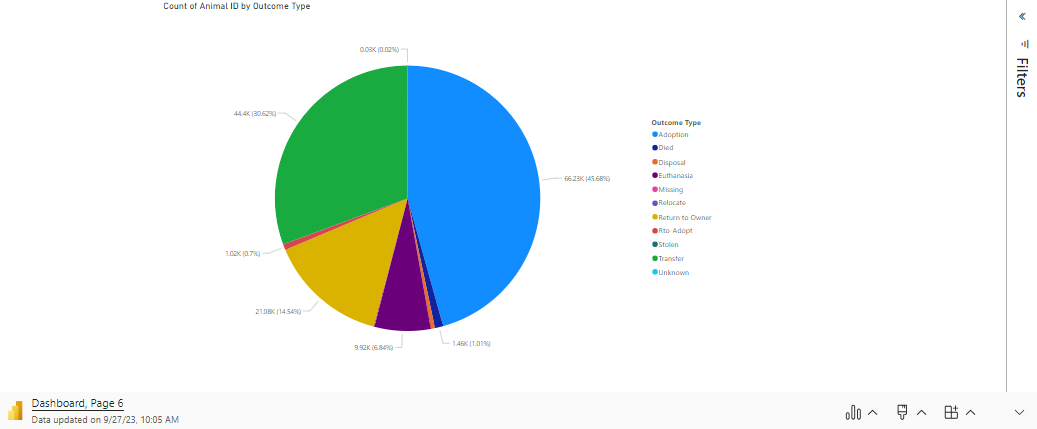 Count of Animal ID by Outcome Type
0.03K (0.02%)
44.4K (30.62%)
66.23K (45.68%)
1.02K (0.7%)
21.08K (14.54%)
9.92K (6.84%)
1.46K (1.01%)
Outcome Type
Adoption
Died
Disposal
Euthanasia
Missing
Relocate
Return to Owner
Rto Adopt
Stolen
Transfer
Unknown
Filters
Dashboard, Page 6
Data updated on 9/27/23, 10:05 AM